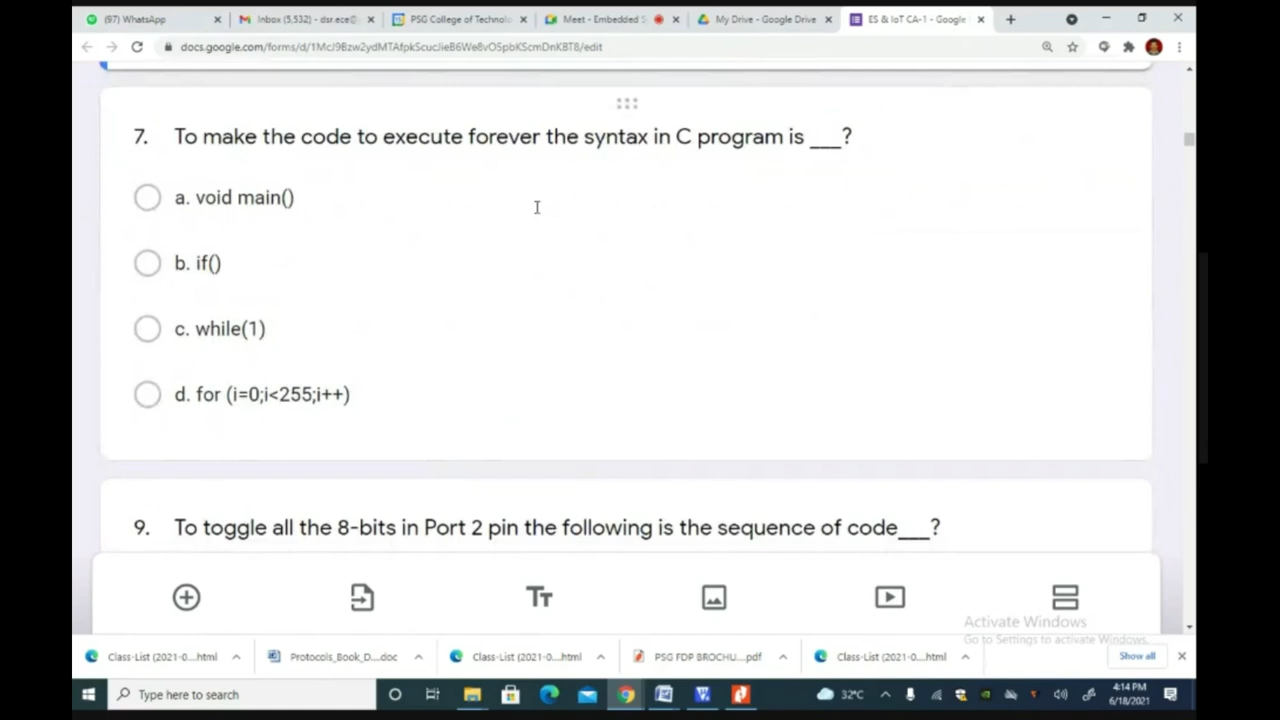 (97) WhatsApp
Inbox (5,532) - dsr.ece@
PSG College of Technolo
Meet - Embedded S
My Drive - Google Drive
ES & IoT CA-1 - Google
docs.google.com/forms/d/
/edit
7. To make the code to execute forever the syntax in C program is ___?
a. void main()
b. if()
c. while(1)
d. for (i=0;i<255;i++)
9. To toggle all the 8-bits in Port 2 pin the following is the sequence of code___?
Activate Windows
Go to Settings to activate Windows.
Class-List (2021-0....html
Protocols_Book_D....doc
Class-List (2021-0....html
PSG FDP BROCHU....pdf
Class-List (2021-0....html
Show all
Type here to search
32°C
4:14 PM
6/18/2021